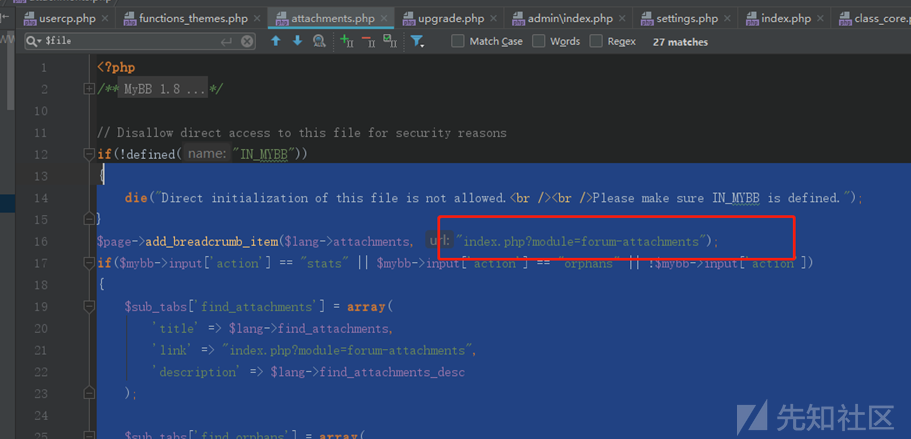 attachments.php
usercp.php × functions_themes.php × attachments.php × upgrade.php × admin\index.php × settings.php × index.php × class_core.p
$file Match Case Words Regex 27 matches
1 <?php
2 /** MyBB 1.8 ...*/
10
11 // Disallow direct access to this file for security reasons
12 if(!defined( name: "IN_MYBB"))
13 {
14 die("Direct initialization of this file is not allowed.<br /><br />Please make sure IN_MYBB is defined.");
15 }
16 $page->add_breadcrumb_item($lang->attachments, url: "index.php?module=forum-attachments");
17 if($mybb->input['action'] == "stats" || $mybb->input['action'] == "orphans" || !$mybb->input['action'])
18 {
19 $sub_tabs['find_attachments'] = array(
20 'title' => $lang->find_attachments,
21 'link' => "index.php?module=forum-attachments",
22 'description' => $lang->find_attachments_desc
23 );
24
25 $sub_tabs['find_orphans'] = array(
先知社区